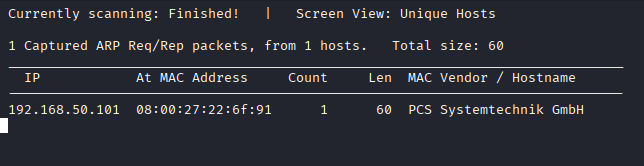 Currently scanning: Finished!   |   Screen View: Unique Hosts
1 Captured ARP Req/Rep packets, from 1 hosts.   Total size: 60
IP            At MAC Address     Count     Len  MAC Vendor / Hostname
192.168.50.101  08:00:27:22:6f:91      1      60  PCS Systemtechnik GmbH